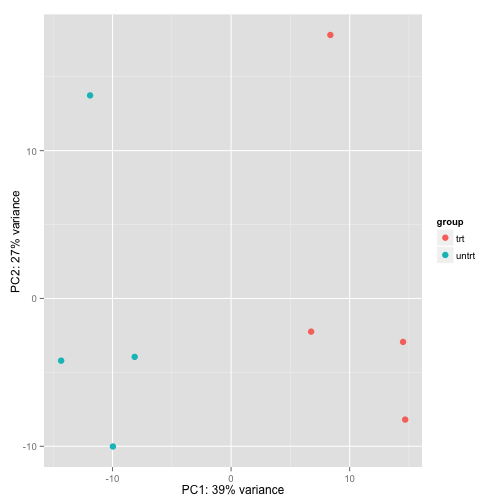 PC2: 27% variance
10
0
-10
-10
0
10
PC1: 39% variance
group
trt
untrt